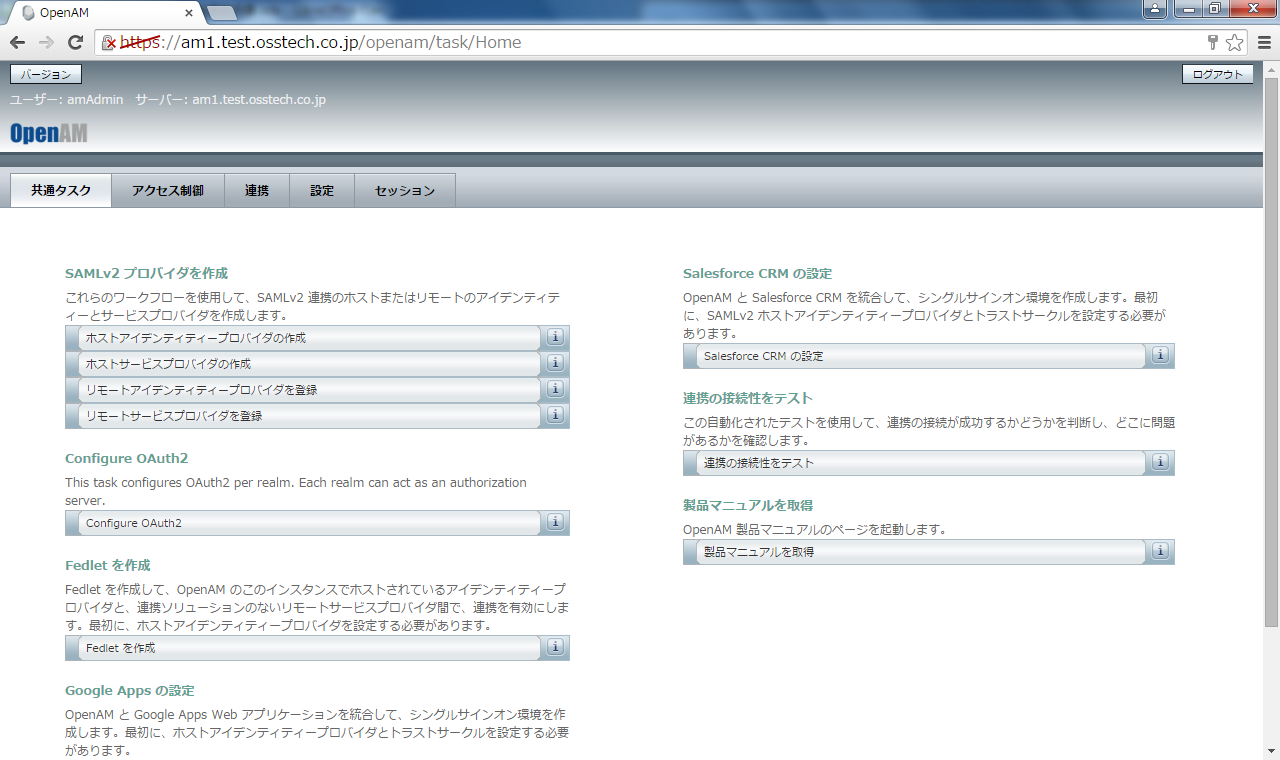 OpenAM
https://am1.test.osstech.co.jp/openam/task/Home
バージョン
ログアウト
ユーザー: amAdmin サーバー: am1.test.osstech.co.jp
OpenAM
共通タスク
アクセス制御
連携
設定
セッション
SAMLv2 プロバイダを作成
これらのワークフローを使用して、SAMLv2 連携のホストまたはリモートのアイデンティテ
ィーとサービスプロバイダを作成します。
ホストアイデンティティープロバイダの作成
ホストサービスプロバイダの作成
リモートアイデンティティープロバイダを登録
リモートサービスプロバイダを登録
Configure OAuth2
This task configures OAuth2 per realm. Each realm can act as an authorization
server.
Configure OAuth2
Fedlet を作成
Fedlet を作成して、OpenAM のこのインスタンスでホストされているアイデンティティープ
ロバイダと、連携ソリューションのないリモートサービスプロバイダ間で、連携を有効にしま
す。最初に、ホストアイデンティティープロバイダを設定する必要があります。
Fedlet を作成
Google Apps の設定
OpenAM と Google Apps Web アプリケーションを統合して、シングルサインオン環境を作
成します。最初に、ホストアイデンティティープロバイダとトラストサークルを設定する必要
があります。
Salesforce CRM の設定
OpenAM と Salesforce CRM を統合して、シングルサインオン環境を作成します。最初
に、SAMLv2 ホストアイデンティティープロバイダとトラストサークルを設定する必要が
あります。
Salesforce CRM の設定
連携の接続性をテスト
この自動化されたテストを使用して、連携の接続が成功するかどうかを判断し、どこに問題
があるかを確認します。
連携の接続性をテスト
製品マニュアルを取得
OpenAM 製品マニュアルのページを起動します。
製品マニュアルを取得